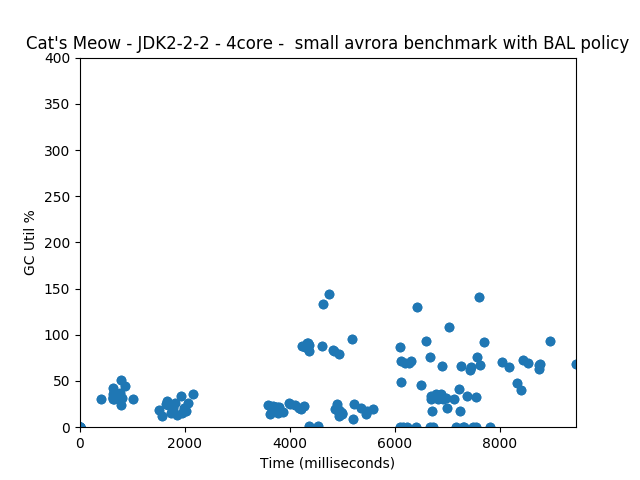 Cat's Meow - JDK2-2-2 - 4core -  small avrora benchmark with BAL policy
400
350
300
250
200
150
100
50
0
GC Util %
0 2000 4000 6000 8000
Time (milliseconds)